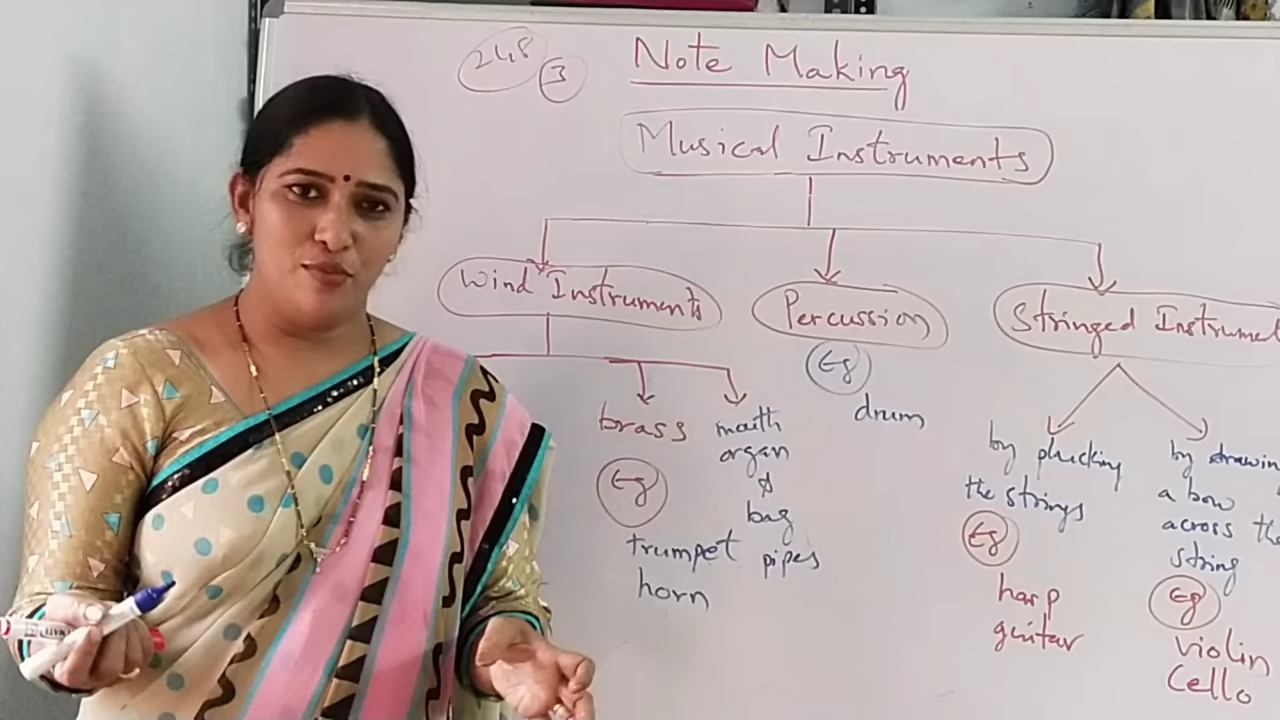 248
3
Note Making
Musical Instruments
Wind Instruments
Percussion
Stringed Instrumet
Eg
drum
brass
Eg
trumpet
horn
mouth
organ
&
bag
pipes
by plucking
the strings
Eg
harp
guitar
by drawin
a bow
across the
string
Eg
violin
Cello